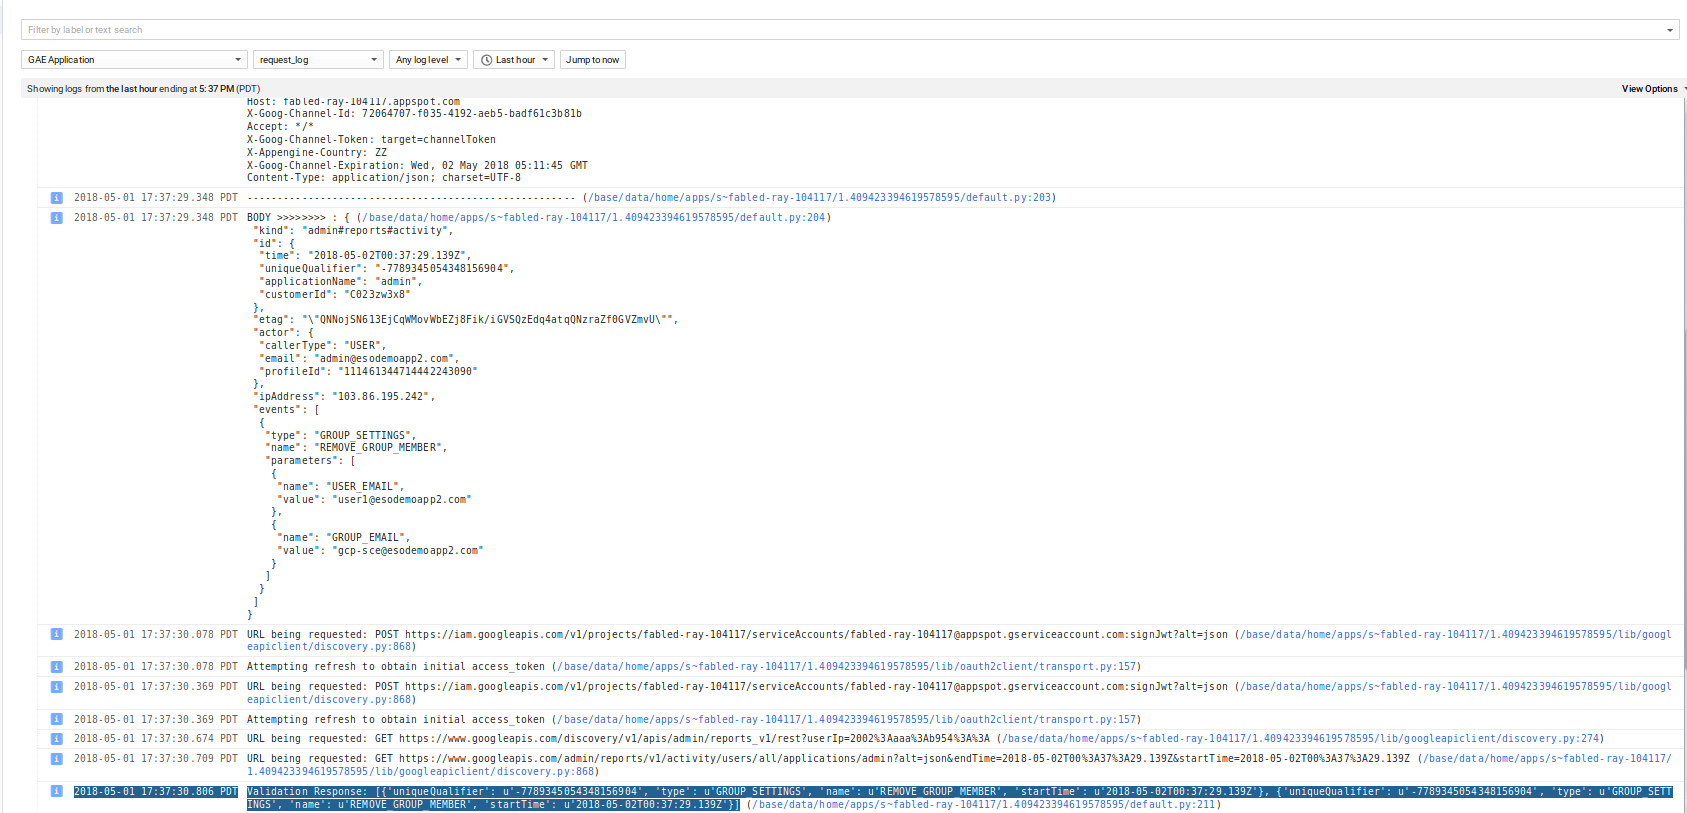 Filter by label or text search
GAE Application request_log Any log level Last hour Jump to now
Showing logs from the last hour ending at 5:37 PM (PDT) View Options
Host: fabled-ray-104117.appspot.com
X-Goog-Channel-Id: 72064707-f035-4192-aeb5-badf61c3b81b
Accept: */*
X-Goog-Channel-Token: target=channelToken
X-Appengine-Country: ZZ
X-Goog-Channel-Expiration: Wed, 02 May 2018 05:11:45 GMT
Content-Type: application/json; charset=UTF-8
2018-05-01 17:37:29.348 PDT ------------------------------------------------------ (/base/data/home/apps/s~fabled-ray-104117/1.409423394619578595/default.py:203)
2018-05-01 17:37:29.348 PDT BODY >>>>>>>> : { (/base/data/home/apps/s~fabled-ray-104117/1.409423394619578595/default.py:204)
"kind": "admin#reports#activity",
"id": {
"time": "2018-05-02T00:37:29.139Z",
"uniqueQualifier": "-7789345054348156904",
"applicationName": "admin",
"customerId": "C023zw3x8"
},
"etag": "\"QNNojSN613EjCqWMovWbEZj8Fik/iGVSQzEdq4atqQNzraZf0GVZmvU\"",
"actor": {
"callerType": "USER",
"email": "admin@esodemoapp2.com",
"profileId": "111461344714442243090"
},
"ipAddress": "103.86.195.242",
"events": [
{
"type": "GROUP_SETTINGS",
"name": "REMOVE_GROUP_MEMBER",
"parameters": [
{
"name": "USER_EMAIL",
"value": "user1@esodemoapp2.com"
},
{
"name": "GROUP_EMAIL",
"value": "gcp-sce@esodemoapp2.com"
}
]
}
]
}
2018-05-01 17:37:30.078 PDT URL being requested: POST https://iam.googleapis.com/v1/projects/fabled-ray-104117/serviceAccounts/fabled-ray-104117@appspot.gserviceaccount.com:signJwt?alt=json (/base/data/home/apps/s~fabled-ray-104117/1.409423394619578595/lib/googl
eapiclient/discovery.py:868)
2018-05-01 17:37:30.078 PDT Attempting refresh to obtain initial access_token (/base/data/home/apps/s~fabled-ray-104117/1.409423394619578595/lib/oauth2client/transport.py:157)
2018-05-01 17:37:30.369 PDT URL being requested: POST https://iam.googleapis.com/v1/projects/fabled-ray-104117/serviceAccounts/fabled-ray-104117@appspot.gserviceaccount.com:signJwt?alt=json (/base/data/home/apps/s~fabled-ray-104117/1.409423394619578595/lib/googl
eapiclient/discovery.py:868)
2018-05-01 17:37:30.369 PDT Attempting refresh to obtain initial access_token (/base/data/home/apps/s~fabled-ray-104117/1.409423394619578595/lib/oauth2client/transport.py:157)
2018-05-01 17:37:30.674 PDT URL being requested: GET https://www.googleapis.com/discovery/v1/apis/admin/reports_v1/rest?userIp=2002%3Aaaa%3Ab954%3A%3A (/base/data/home/apps/s~fabled-ray-104117/1.409423394619578595/lib/googleapiclient/discovery.py:274)
2018-05-01 17:37:30.709 PDT URL being requested: GET https://www.googleapis.com/admin/reports/v1/activity/users/all/applications/admin?alt=json&endTime=2018-05-02T00%3A37%3A29.139Z&startTime=2018-05-02T00%3A37%3A29.139Z (/base/data/home/apps/s~fabled-ray-104117/
1.409423394619578595/lib/googleapiclient/discovery.py:868)
2018-05-01 17:37:30.806 PDT Validation Response: [{'uniqueQualifier': u'-7789345054348156904', 'type': u'GROUP_SETTINGS', 'name': u'REMOVE_GROUP_MEMBER', 'startTime': u'2018-05-02T00:37:29.139Z'}, {'uniqueQualifier': u'-7789345054348156904', 'type': u'GROUP_SETT
INGS', 'name': u'REMOVE_GROUP_MEMBER', 'startTime': u'2018-05-02T00:37:29.139Z'}] (/base/data/home/apps/s~fabled-ray-104117/1.409423394619578595/default.py:211)